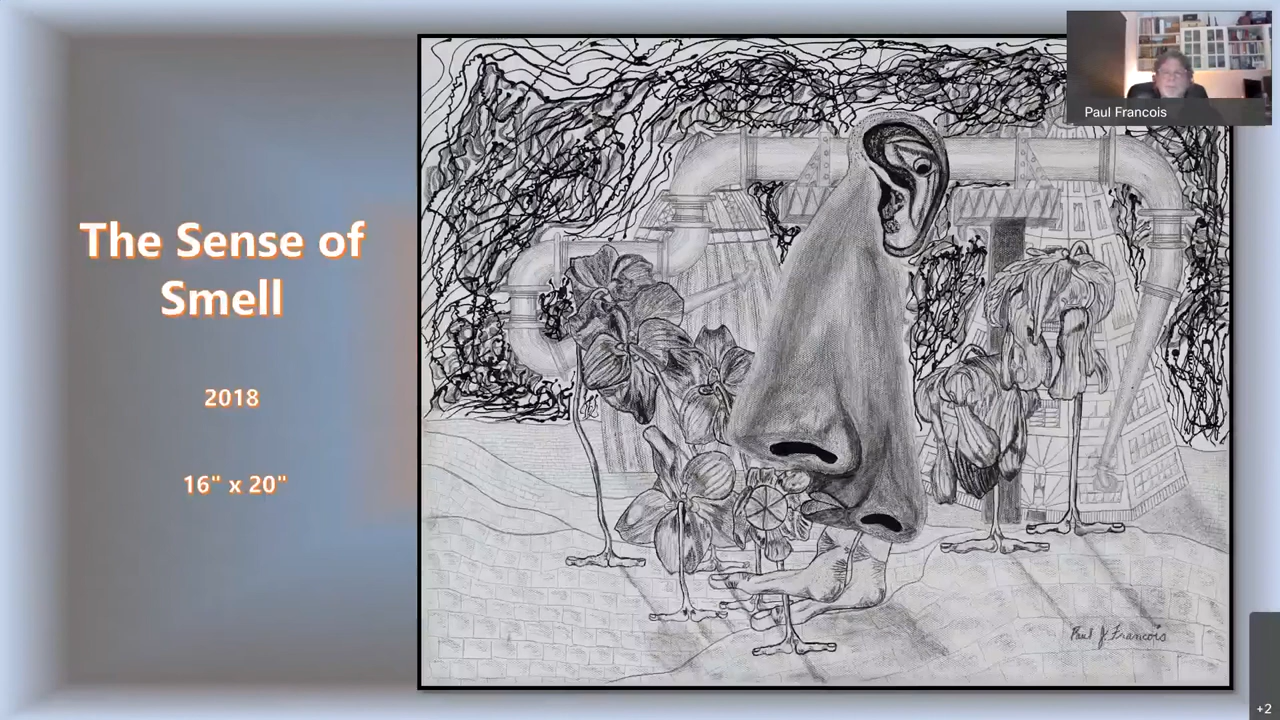 The Sense of
Smell
2018
16" x 20"
Paul Francois
Paul J Francois
+2